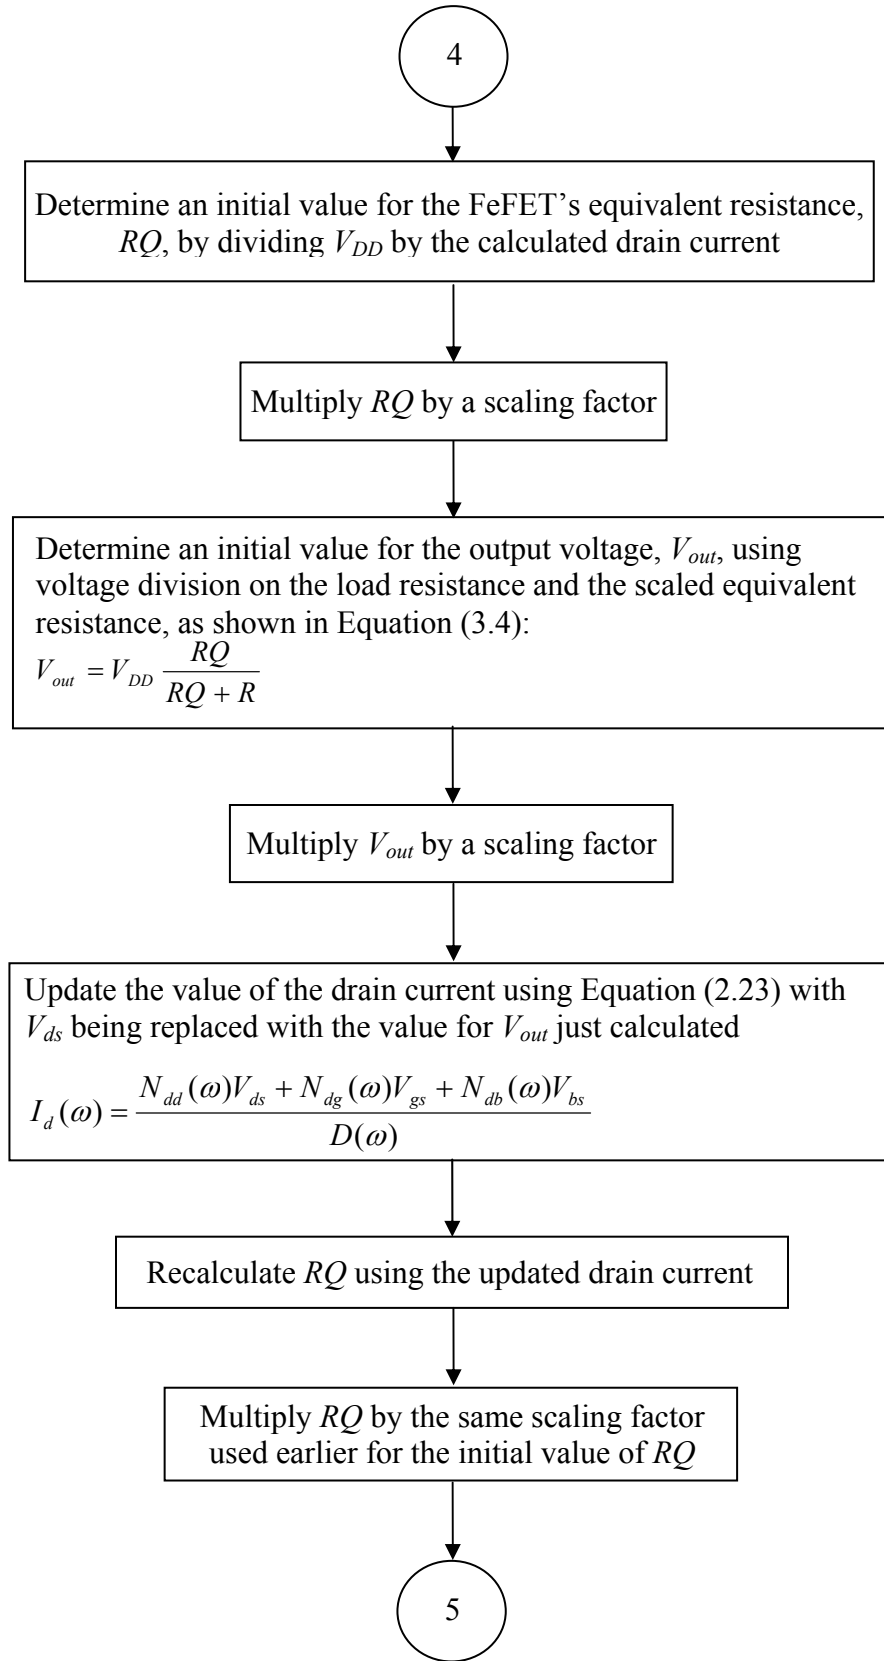 4
Determine an initial value for the FeFET’s equivalent resistance,
RQ, by dividing V_DD by the calculated drain current
Multiply RQ by a scaling factor
Determine an initial value for the output voltage, V_out, using
voltage division on the load resistance and the scaled equivalent
resistance, as shown in Equation (3.4):
V_out = V_DD RQ / (RQ + R)
Multiply V_out by a scaling factor
Update the value of the drain current using Equation (2.23) with
V_ds being replaced with the value for V_out just calculated
I_d(ω) = (N_dd(ω)V_ds + N_dg(ω)V_gs + N_db(ω)V_bs) / D(ω)
Recalculate RQ using the updated drain current
Multiply RQ by the same scaling factor
used earlier for the initial value of RQ
5